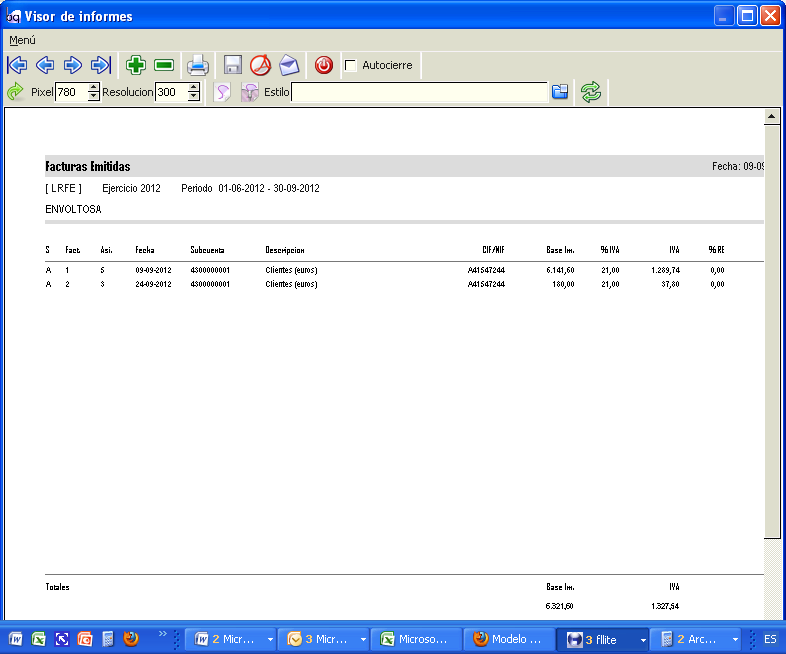 Visor de informes
Menú
Autocierre
Pixel 780 Resolucion 300 Estilo
Facturas Emitidas Fecha: 09-09
[ LRFE ] Ejercicio 2012 Periodo 01-06-2012 - 30-09-2012
ENVOLTOSA
S Fact. Asi. Fecha Subcuenta Descripcion CIF/NIF Base Im. % IVA IVA % RE
A 1 5 09-09-2012 4300000001 Clientes (euros) A41547244 6.141,60 21,00 1.289,74 0,00
A 2 3 24-09-2012 4300000001 Clientes (euros) A41547244 180,00 21,00 37,80 0,00
Totales Base Im. IVA
6.321,60 1.327,54
2 Micr... 3 Micr... Microso... Modelo ... 3 fllite 2 Arc... ES